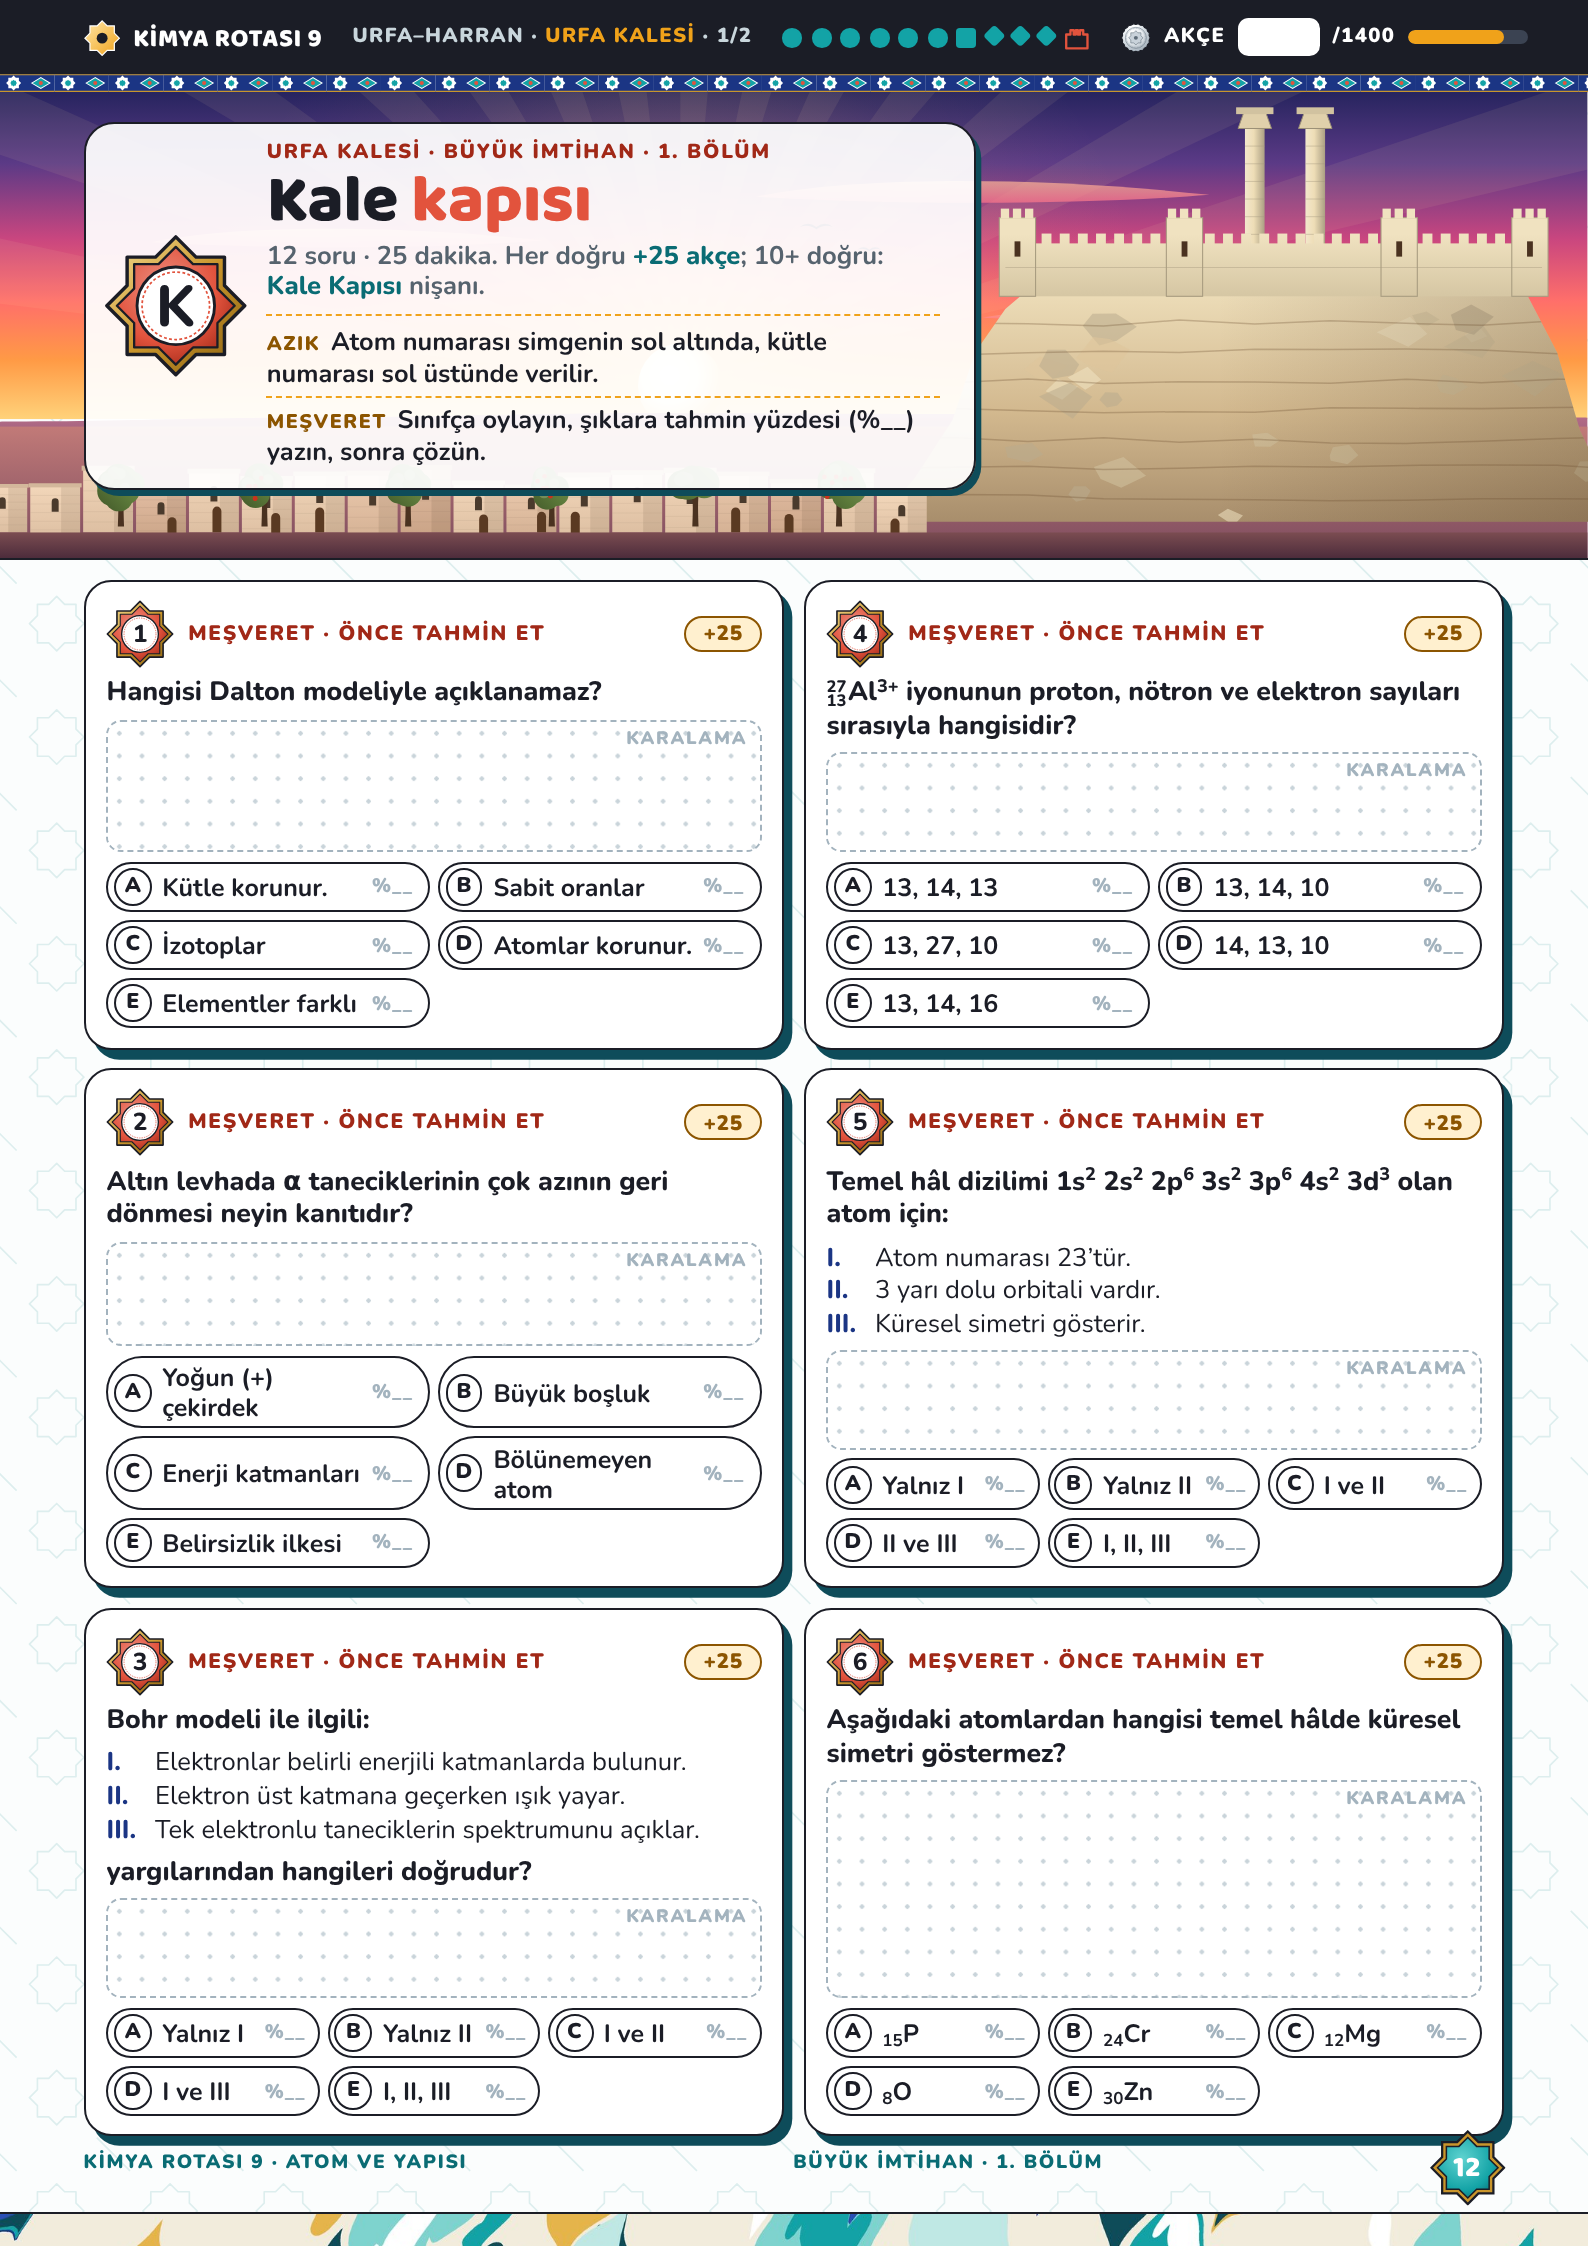 KİMYA ROTASI 9 URFA–HARRAN · URFA KALESİ · 1/2 AKÇE /1400
URFA KALESİ · BÜYÜK İMTİHAN · 1. BÖLÜM
Kale kapısı
12 soru · 25 dakika. Her doğru +25 akçe; 10+ doğru:
Kale Kapısı nişanı.
K
AZIK Atom numarası simgenin sol altında, kütle
numarası sol üstünde verilir.
MEŞVERET Sınıfça oylayın, şıklara tahmin yüzdesi (%__)
yazın, sonra çözün.
1 MEŞVERET · ÖNCE TAHMİN ET +25
Hangisi Dalton modeliyle açıklanamaz?
KARALAMA
A Kütle korunur. %__ B Sabit oranlar %__
C İzotoplar %__ D Atomlar korunur. %__
E Elementler farklı %__
2 MEŞVERET · ÖNCE TAHMİN ET +25
Altın levhada α taneciklerinin çok azının geri
dönmesi neyin kanıtıdır?
KARALAMA
A Yoğun (+)
çekirdek %__ B Büyük boşluk %__
C Enerji katmanları %__ D Bölünemeyen
atom %__
E Belirsizlik ilkesi %__
3 MEŞVERET · ÖNCE TAHMİN ET +25
Bohr modeli ile ilgili:
I. Elektronlar belirli enerjili katmanlarda bulunur.
II. Elektron üst katmana geçerken ışık yayar.
III. Tek elektronlu taneciklerin spektrumunu açıklar.
yargılarından hangileri doğrudur?
KARALAMA
A Yalnız I %__ B Yalnız II %__ C I ve II %__
D I ve III %__ E I, II, III %__
4 MEŞVERET · ÖNCE TAHMİN ET +25
²⁷₁₃Al³⁺ iyonunun proton, nötron ve elektron sayıları
sırasıyla hangisidir?
KARALAMA
A 13, 14, 13 %__ B 13, 14, 10 %__
C 13, 27, 10 %__ D 14, 13, 10 %__
E 13, 14, 16 %__
5 MEŞVERET · ÖNCE TAHMİN ET +25
Temel hâl dizilimi 1s² 2s² 2p⁶ 3s² 3p⁶ 4s² 3d³ olan
atom için:
I. Atom numarası 23’tür.
II. 3 yarı dolu orbitali vardır.
III. Küresel simetri gösterir.
KARALAMA
A Yalnız I %__ B Yalnız II %__ C I ve II %__
D II ve III %__ E I, II, III %__
6 MEŞVERET · ÖNCE TAHMİN ET +25
Aşağıdaki atomlardan hangisi temel hâlde küresel
simetri göstermez?
KARALAMA
A ₁₅P %__ B ₂₄Cr %__ C ₁₂Mg %__
D ₈O %__ E ₃₀Zn %__
KİMYA ROTASI 9 · ATOM VE YAPISI BÜYÜK İMTİHAN · 1. BÖLÜM 12